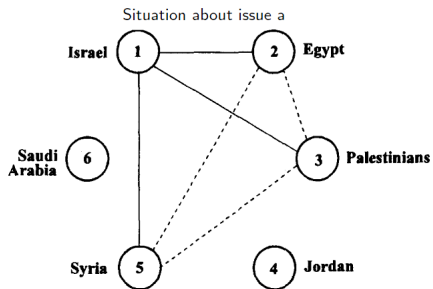 Situation about issue a
Israel 1 2 Egypt
3 Palestinians
Saudi
Arabia 6
Syria 5 4 Jordan